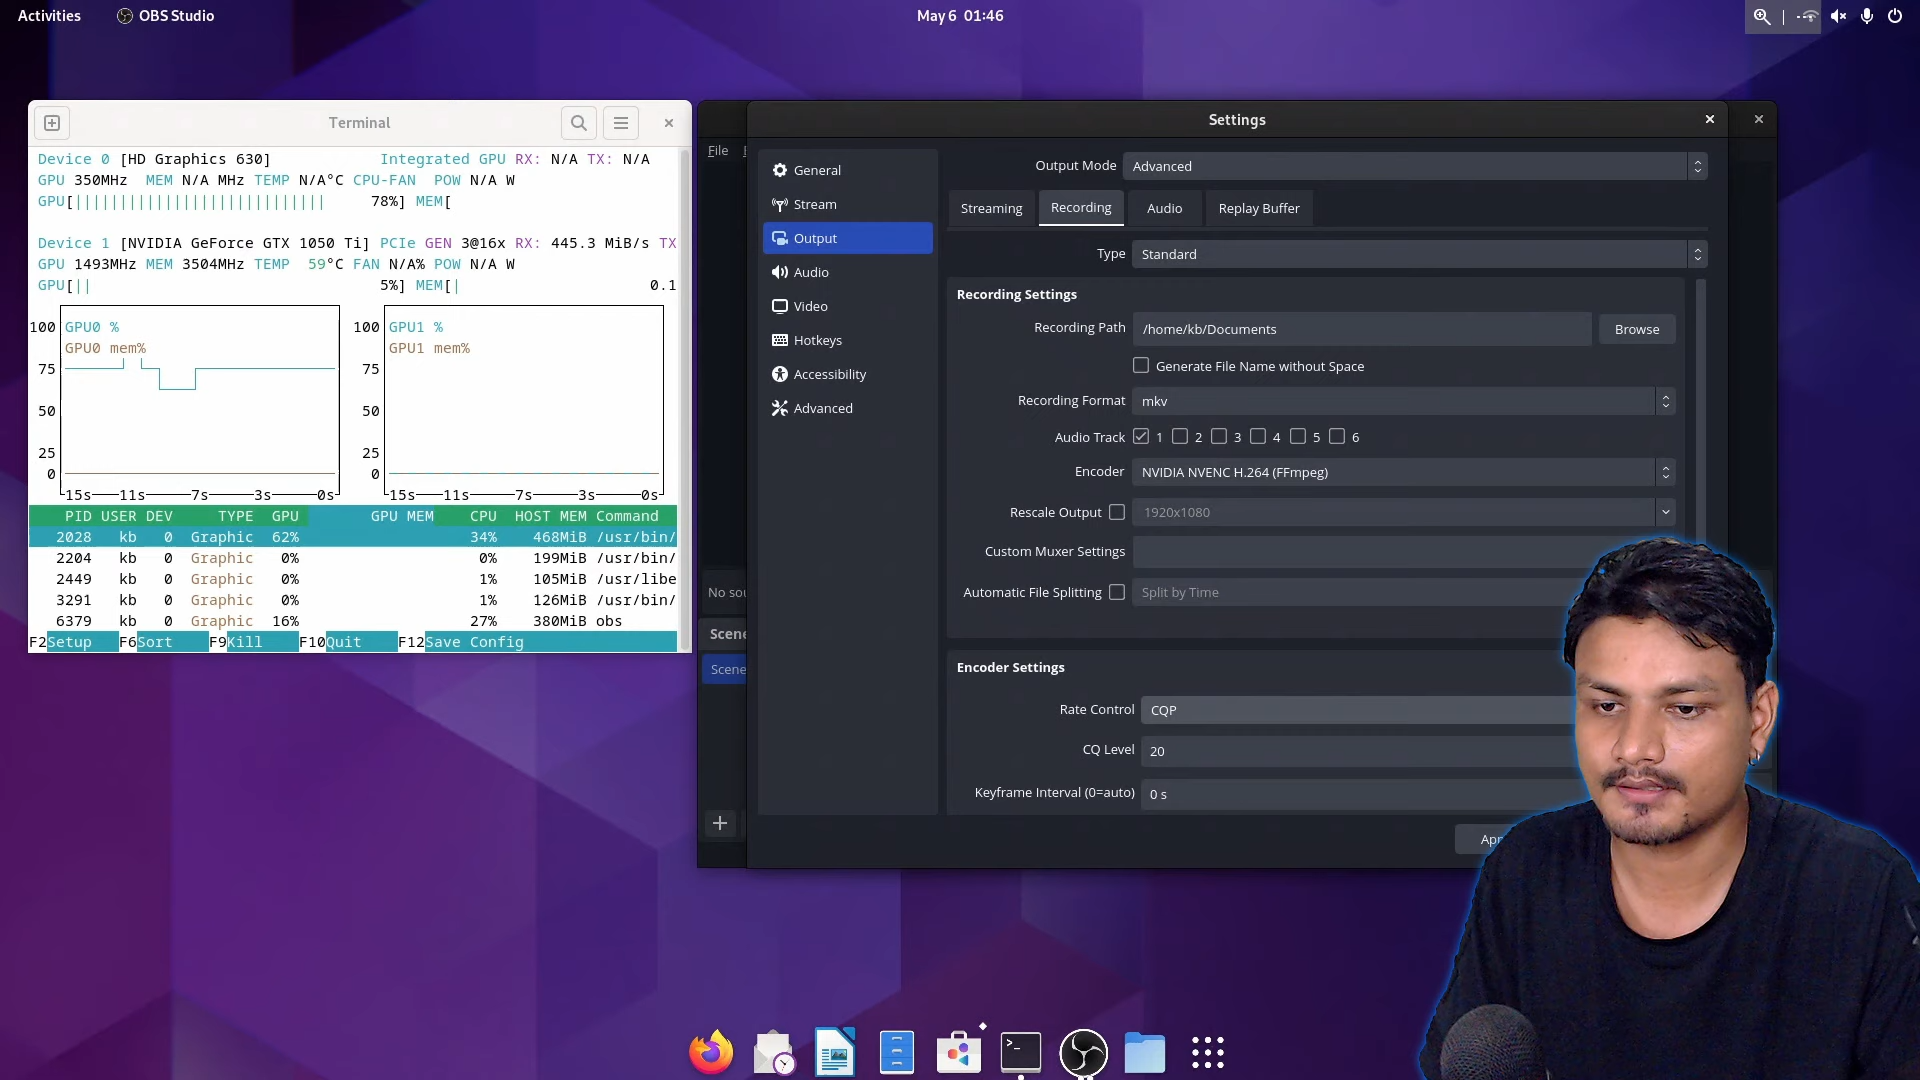 Activities
OBS Studio
May 6 01:46
Terminal
Device 0 [HD Graphics 630] Integrated GPU RX: N/A TX: N/A
GPU 350MHz MEM N/A MHz TEMP N/A°C CPU-FAN POW N/A W
GPU[||||||||||||||||||||||||||| 78%] MEM[
Device 1 [NVIDIA GeForce GTX 1050 Ti] PCIe GEN 3@16x RX: 445.3 MiB/s TX
GPU 1493MHz MEM 3504MHz TEMP 59°C FAN N/A% POW N/A W
GPU[|| 5%] MEM[| 0.1
100 GPU0 %
GPU0 mem%
75
50
25
0
15s 11s 7s 3s 0s
100 GPU1 %
GPU1 mem%
75
50
25
0
15s 11s 7s 3s 0s
PID USER DEV TYPE GPU GPU MEM CPU HOST MEM Command
2028 kb 0 Graphic 62% 34% 468MiB /usr/bin/
2204 kb 0 Graphic 0% 0% 199MiB /usr/bin/
2449 kb 0 Graphic 0% 1% 105MiB /usr/libe
3291 kb 0 Graphic 0% 1% 126MiB /usr/bin/
6379 kb 0 Graphic 16% 27% 380MiB obs
F2Setup F6Sort F9Kill F10Quit F12Save Config
File
No sou
Scene
Scene
Settings
General
Stream
Output
Audio
Video
Hotkeys
Accessibility
Advanced
Output Mode Advanced
Streaming Recording Audio Replay Buffer
Type Standard
Recording Settings
Recording Path /home/kb/Documents Browse
Generate File Name without Space
Recording Format mkv
Audio Track 1 2 3 4 5 6
Encoder NVIDIA NVENC H.264 (FFmpeg)
Rescale Output 1920x1080
Custom Muxer Settings
Automatic File Splitting Split by Time
Encoder Settings
Rate Control CQP
CQ Level 20
Keyframe Interval (0=auto) 0 s
App